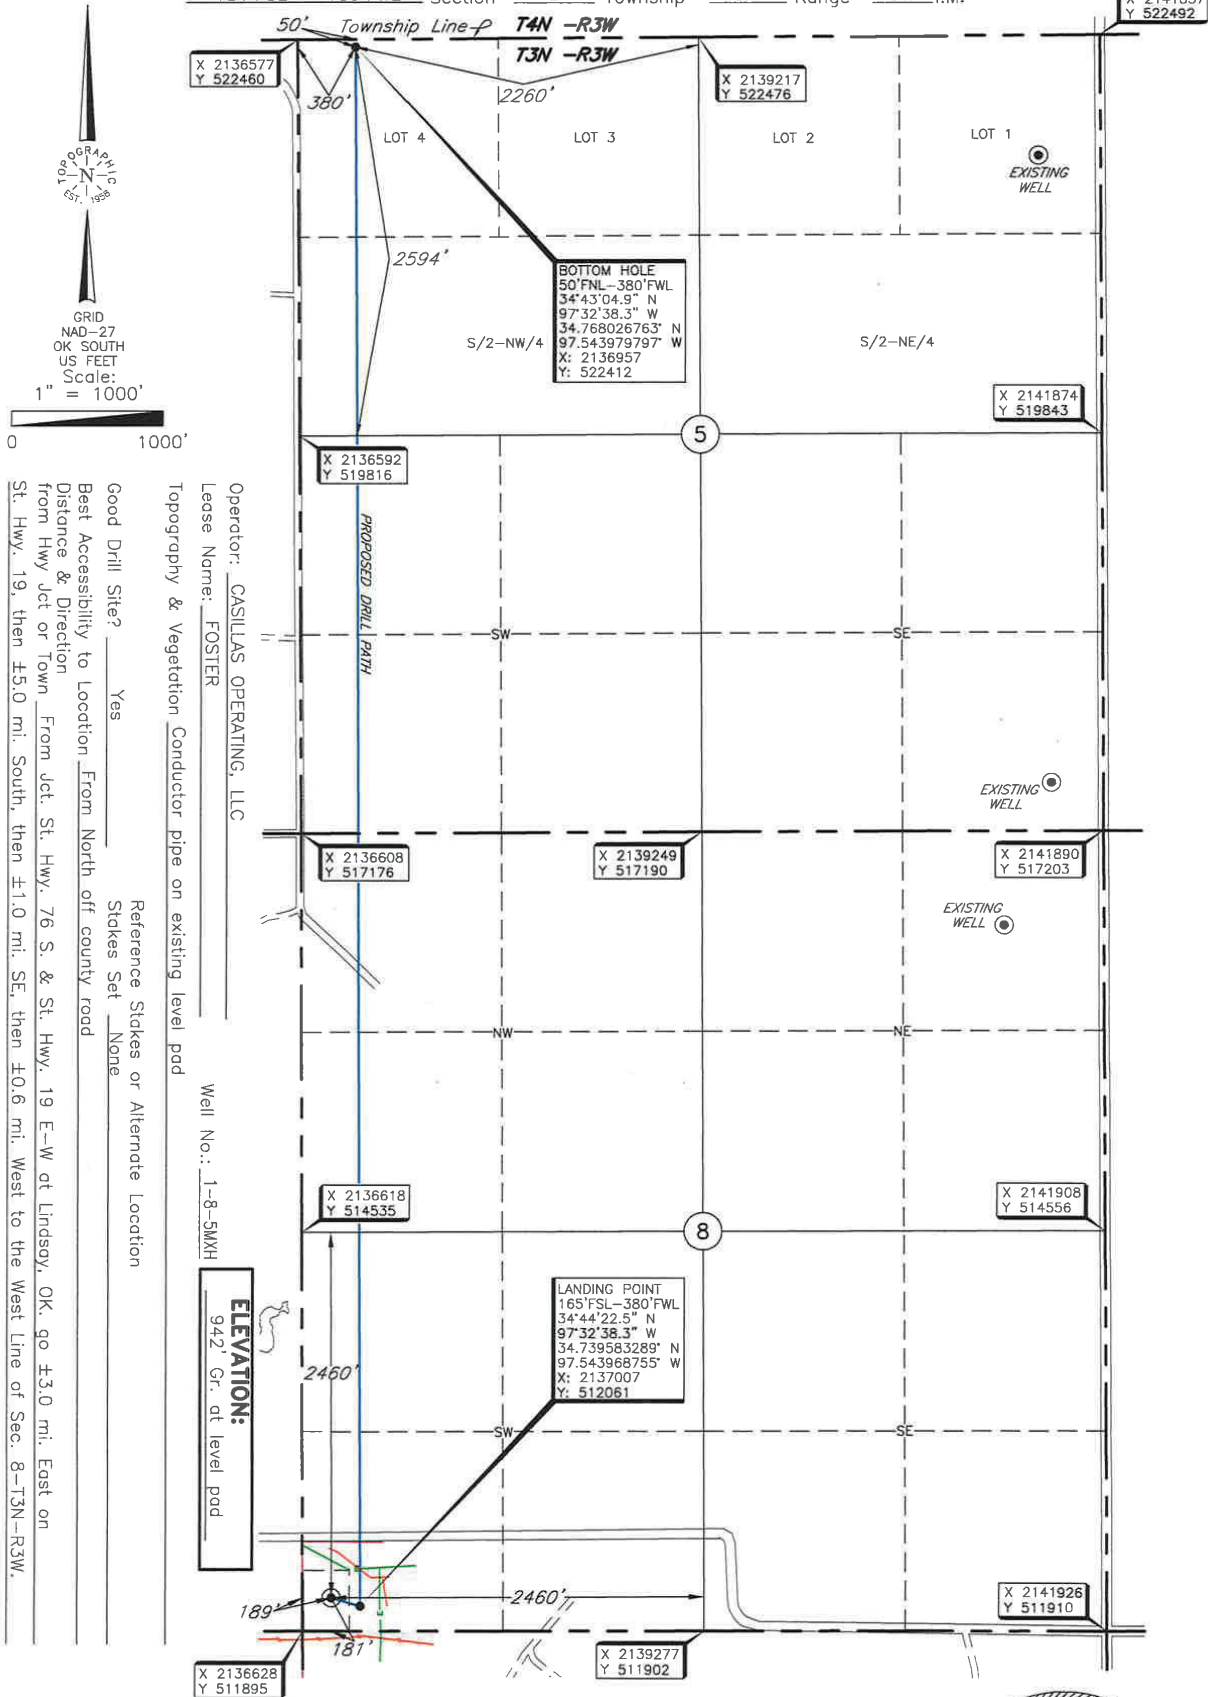 Section Township Range I.M.
50' Township Line T4N -R3W
T3N -R3W
Y 522492
X 2136577
Y 522460
X 2139217
Y 522476
380'
2260'
LOT 4
LOT 3
LOT 2
LOT 1
EXISTING
WELL
TOPOGRAPHIC
N
EST. 1958
2594'
BOTTOM HOLE
50'FNL-380'FWL
34°43'04.9" N
97°32'38.3" W
34.768026763° N
97.543979797° W
X: 2136957
Y: 522412
GRID
NAD-27
OK SOUTH
US FEET
Scale:
1" = 1000'
0 1000'
S/2-NW/4
S/2-NE/4
X 2141874
Y 519843
5
X 2136592
Y 519816
PROPOSED DRILL PATH
SW
SE
EXISTING
WELL
X 2136608
Y 517176
X 2139249
Y 517190
X 2141890
Y 517203
EXISTING
WELL
NW
NE
X 2136618
Y 514535
X 2141908
Y 514556
8
LANDING POINT
165'FSL-380'FWL
34°44'22.5" N
97°32'38.3" W
34.739583289° N
97.543968755° W
X: 2137007
Y: 512061
2460'
SW
SE
2460'
189'
181'
X 2136628
Y 511895
X 2139277
Y 511902
X 2141926
Y 511910
Operator: CASILLAS OPERATING, LLC
Lease Name: FOSTER Well No.: 1-8-5MXH
ELEVATION:
942' Gr. at level pad
Topography & Vegetation Conductor pipe on existing level pad
Reference Stakes or Alternate Location
Good Drill Site? Yes Stakes Set None
Best Accessibility to Location From North off county road
Distance & Direction
from Hwy Jct or Town From Jct. St. Hwy. 76 S. & St. Hwy. 19 E-W at Lindsay, OK. go ±3.0 mi. East on
St. Hwy. 19, then ±5.0 mi. South, then ±1.0 mi. SE, then ±0.6 mi. West to the West Line of Sec. 8-T3N-R3W.